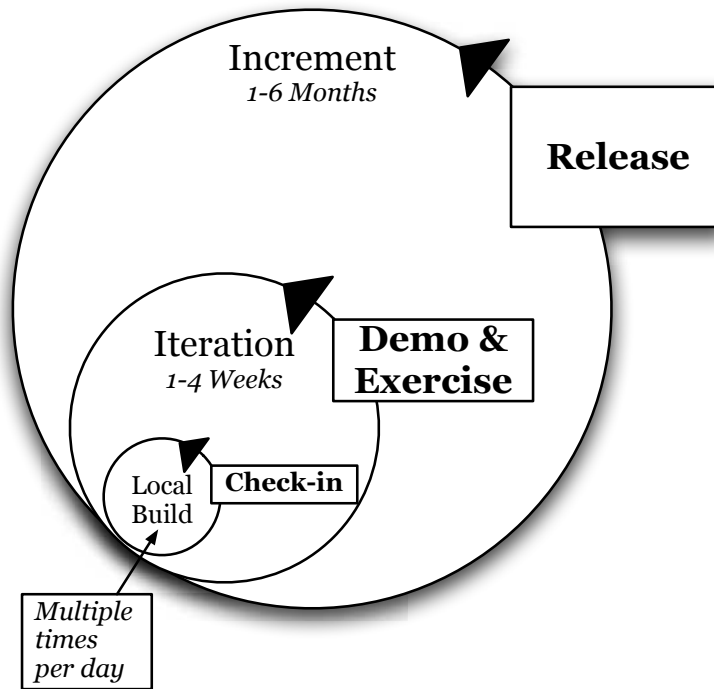 Increment
1-6 Months
Release
Iteration
1-4 Weeks
Demo &
Exercise
Local
Build
Check-in
Multiple
times
per day